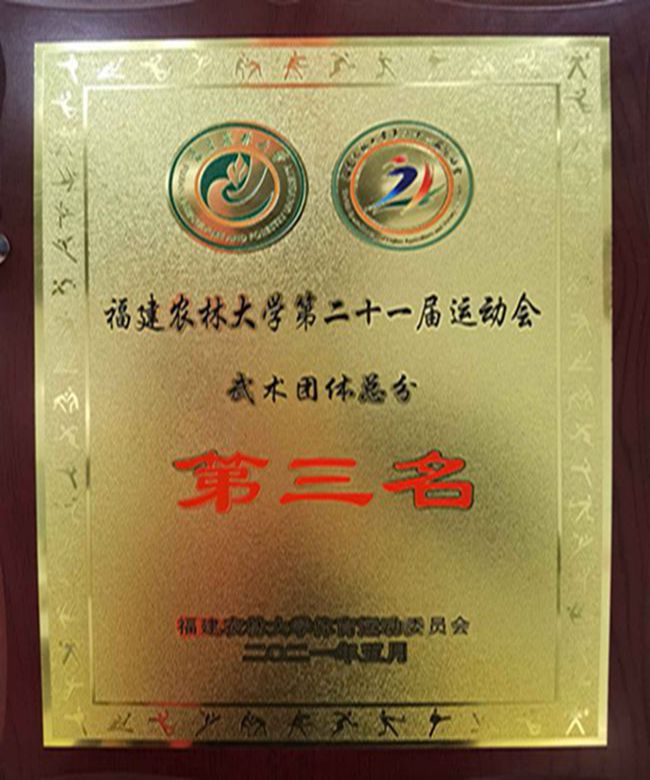 福建农林大学第二十一届运动会
武术团体总分
第三名
福建农林大学体育运动委员会
二〇二一年五月